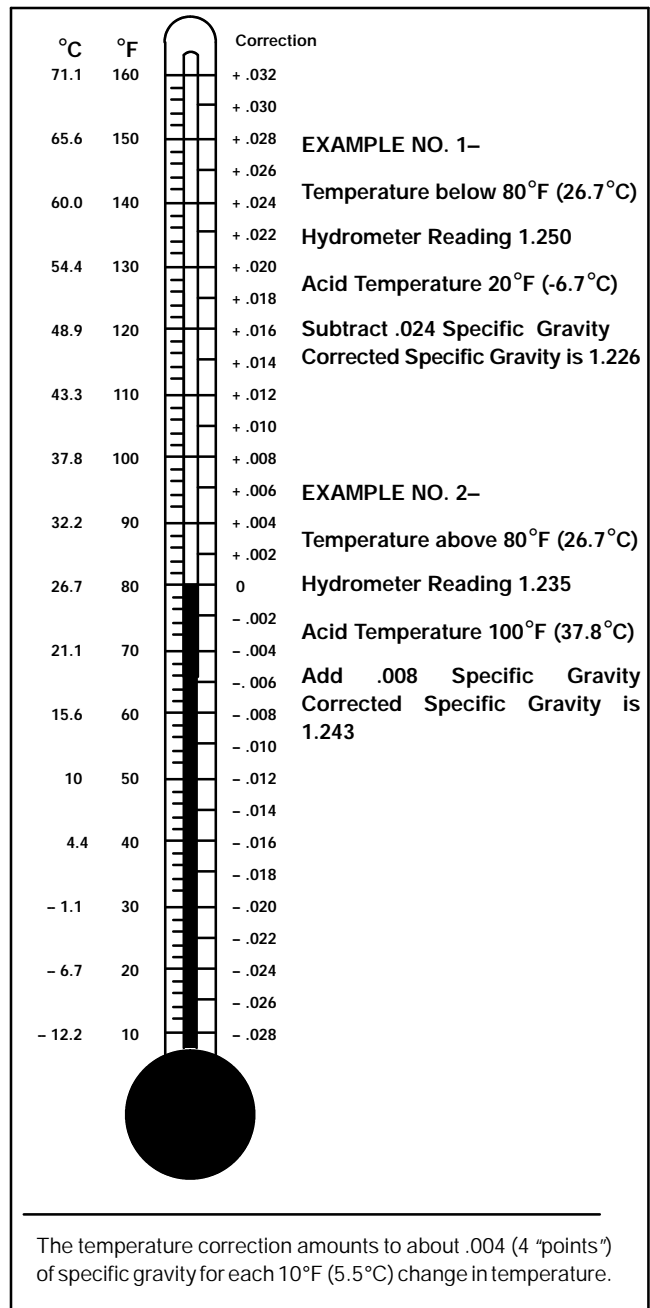 °C °F Correction
71.1 160 + .032
+ .030
65.6 150 + .028
+ .026
60.0 140 + .024
+ .022
54.4 130 + .020
+ .018
48.9 120 + .016
+ .014
43.3 110 + .012
+ .010
37.8 100 + .008
+ .006
32.2 90 + .004
+ .002
26.7 80 0
– .002
21.1 70 – .004
–. 006
15.6 60 – .008
– .010
10 50 – .012
– .014
4.4 40 – .016
– .018
– 1.1 30 – .020
– .022
– 6.7 20 – .024
– .026
– 12.2 10 – .028
EXAMPLE NO. 1–
Temperature below 80°F (26.7°C)
Hydrometer Reading 1.250
Acid Temperature 20°F (-6.7°C)
Subtract .024 Specific Gravity
Corrected Specific Gravity is 1.226
EXAMPLE NO. 2–
Temperature above 80°F (26.7°C)
Hydrometer Reading 1.235
Acid Temperature 100°F (37.8°C)
Add .008 Specific Gravity
Corrected Specific Gravity is
1.243
The temperature correction amounts to about .004 (4 “points”)
of specific gravity for each 10°F (5.5°C) change in temperature.